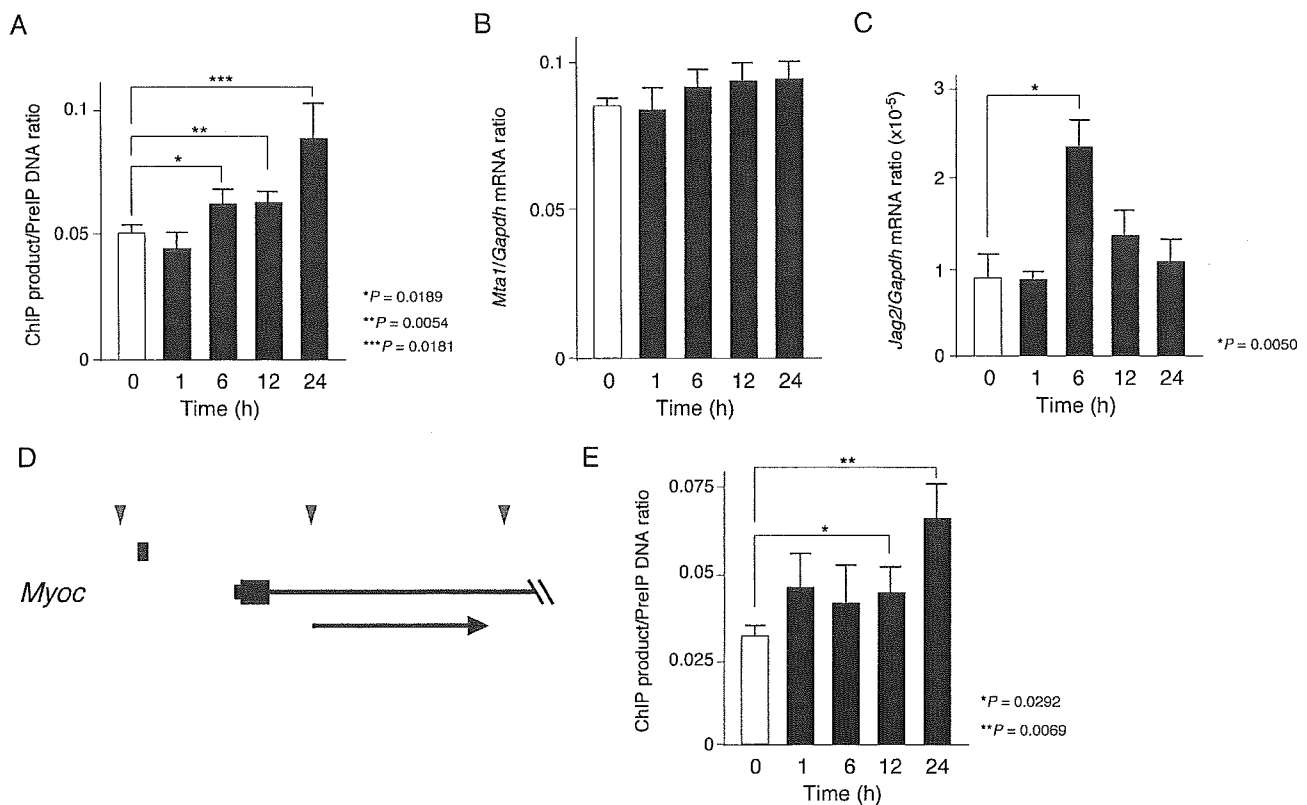 A
ChIP product/PreIP DNA ratio
0.1
0.05
0
***
**
*
0 1 6 12 24
Time (h)
*P = 0.0189
**P = 0.0054
***P = 0.0181
B
Mta1/Gapdh mRNA ratio
0.1
0.05
0
0 1 6 12 24
Time (h)
C
Jag2/Gapdh mRNA ratio (x10-5)
3
2
1
0
*
0 1 6 12 24
Time (h)
*P = 0.0050
D
Myoc
E
ChIP product/PreIP DNA ratio
0.075
0.05
0.025
0
**
*
0 1 6 12 24
Time (h)
*P = 0.0292
**P = 0.0069